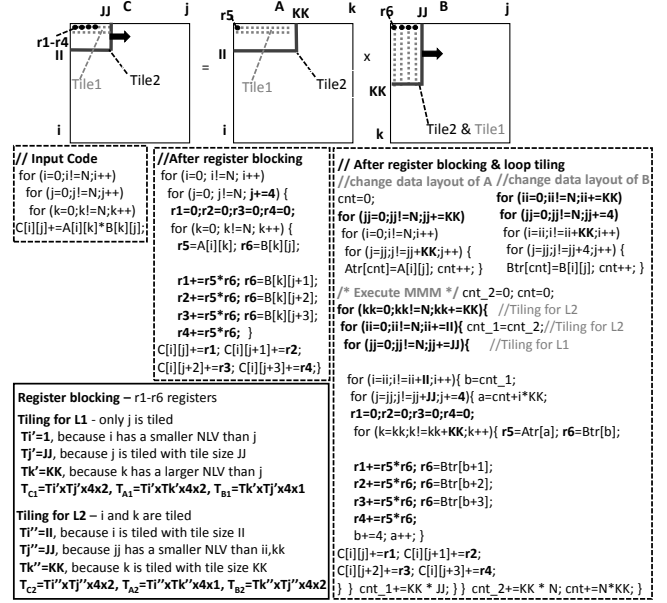 JJ C j
r1-r4
II
Tile1
Tile2
i
=
r5 A KK k
II
Tile1
Tile2
i
x
r6 JJ B j
KK
Tile2 & Tile1
k
// Input Code
for (i=0;i!=N;i++)
for (j=0;j!=N;j++)
for (k=0;k!=N;k++)
C[i][j]+=A[i][k]*B[k][j];
//After register blocking
for (i=0; i!=N; i++)
for (j=0; j!=N; j+=4) {
r1=0;r2=0;r3=0;r4=0;
for (k=0; k!=N; k++) {
r5=A[i][k]; r6=B[k][j];
r1+=r5*r6; r6=B[k][j+1];
r2+=r5*r6; r6=B[k][j+2];
r3+=r5*r6; r6=B[k][j+3];
r4+=r5*r6; }
C[i][j]+=r1; C[i][j+1]+=r2;
C[i][j+2]+=r3; C[i][j+3]+=r4;}
// After register blocking & loop tiling
//change data layout of A
cnt=0;
for (jj=0;jj!=N;jj+=KK)
for (i=0;i!=N;i++)
for (j=jj;j!=jj+KK;j++) {
Atr[cnt]=A[i][j]; cnt++; }
//change data layout of B
for (ii=0;ii!=N;ii+=KK)
for (jj=0;jj!=N;jj+=4)
for (i=ii;i!=ii+KK;i++)
for (j=jj;j!=jj+4;j++) {
Btr[cnt]=B[i][j]; cnt++; }
/* Execute MMM */ cnt_2=0; cnt=0;
for (kk=0;kk!=N;kk+=KK){ //Tiling for L2
for (ii=0;ii!=N;ii+=II){ cnt_1=cnt_2;//Tiling for L2
for (jj=0;jj!=N;jj+=JJ){ //Tiling for L1
for (i=ii;i!=ii+II;i++){ b=cnt_1;
for (j=jj;j!=jj+JJ;j+=4){ a=cnt+i*KK;
r1=0;r2=0;r3=0;r4=0;
for (k=kk;k!=kk+KK;k++){ r5=Atr[a]; r6=Btr[b];
r1+=r5*r6; r6=Btr[b+1];
r2+=r5*r6; r6=Btr[b+2];
r3+=r5*r6; r6=Btr[b+3];
r4+=r5*r6;
b+=4; a++; }
C[i][j]+=r1; C[i][j+1]+=r2;
C[i][j+2]+=r3; C[i][j+3]+=r4;
} } cnt_1+=KK * JJ; } } cnt_2+=KK * N; cnt+=N*KK; }
Register blocking – r1-r6 registers
Tiling for L1 - only j is tiled
Ti'=1, because i has a smaller NLV than j
Tj'=JJ, because j is tiled with tile size JJ
Tk'=KK, because k has a larger NLV than j
TC1=Ti'xTj'x4x2, TA1=Ti'xTk'x4x2, TB1=Tk'xTj'x4x1
Tiling for L2 – i and k are tiled
Ti''=II, because i is tiled with tile size II
Tj''=JJ, because jj has a smaller NLV than ii,kk
Tk''=KK, because k is tiled with tile size KK
TC2=Ti''xTj''x4x2, TA2=Ti''xTk''x4x1, TB2=Tk''xTj''x4x2